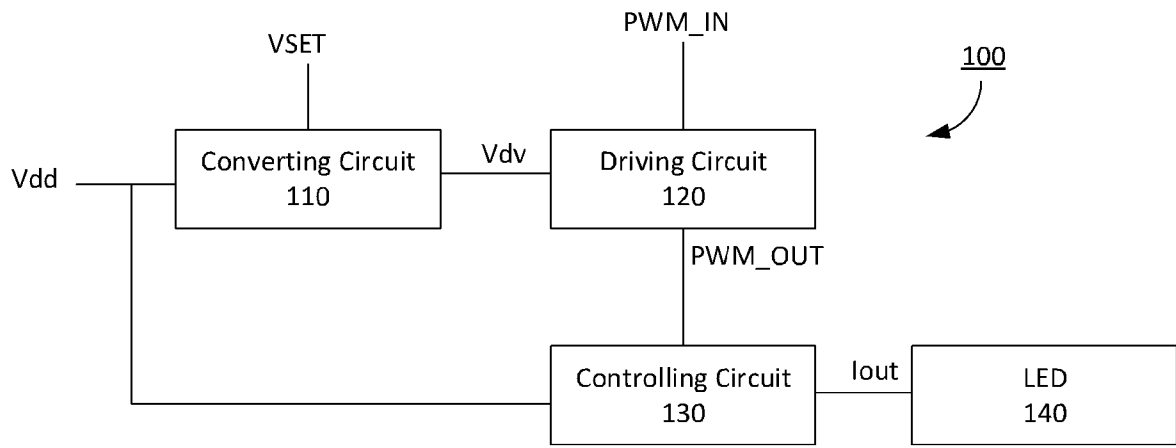 PWM_IN
VSET
100
Converting Circuit
110
Vdv
Driving Circuit
120
Vdd
PWM_OUT
Controlling Circuit
130
Iout
LED
140